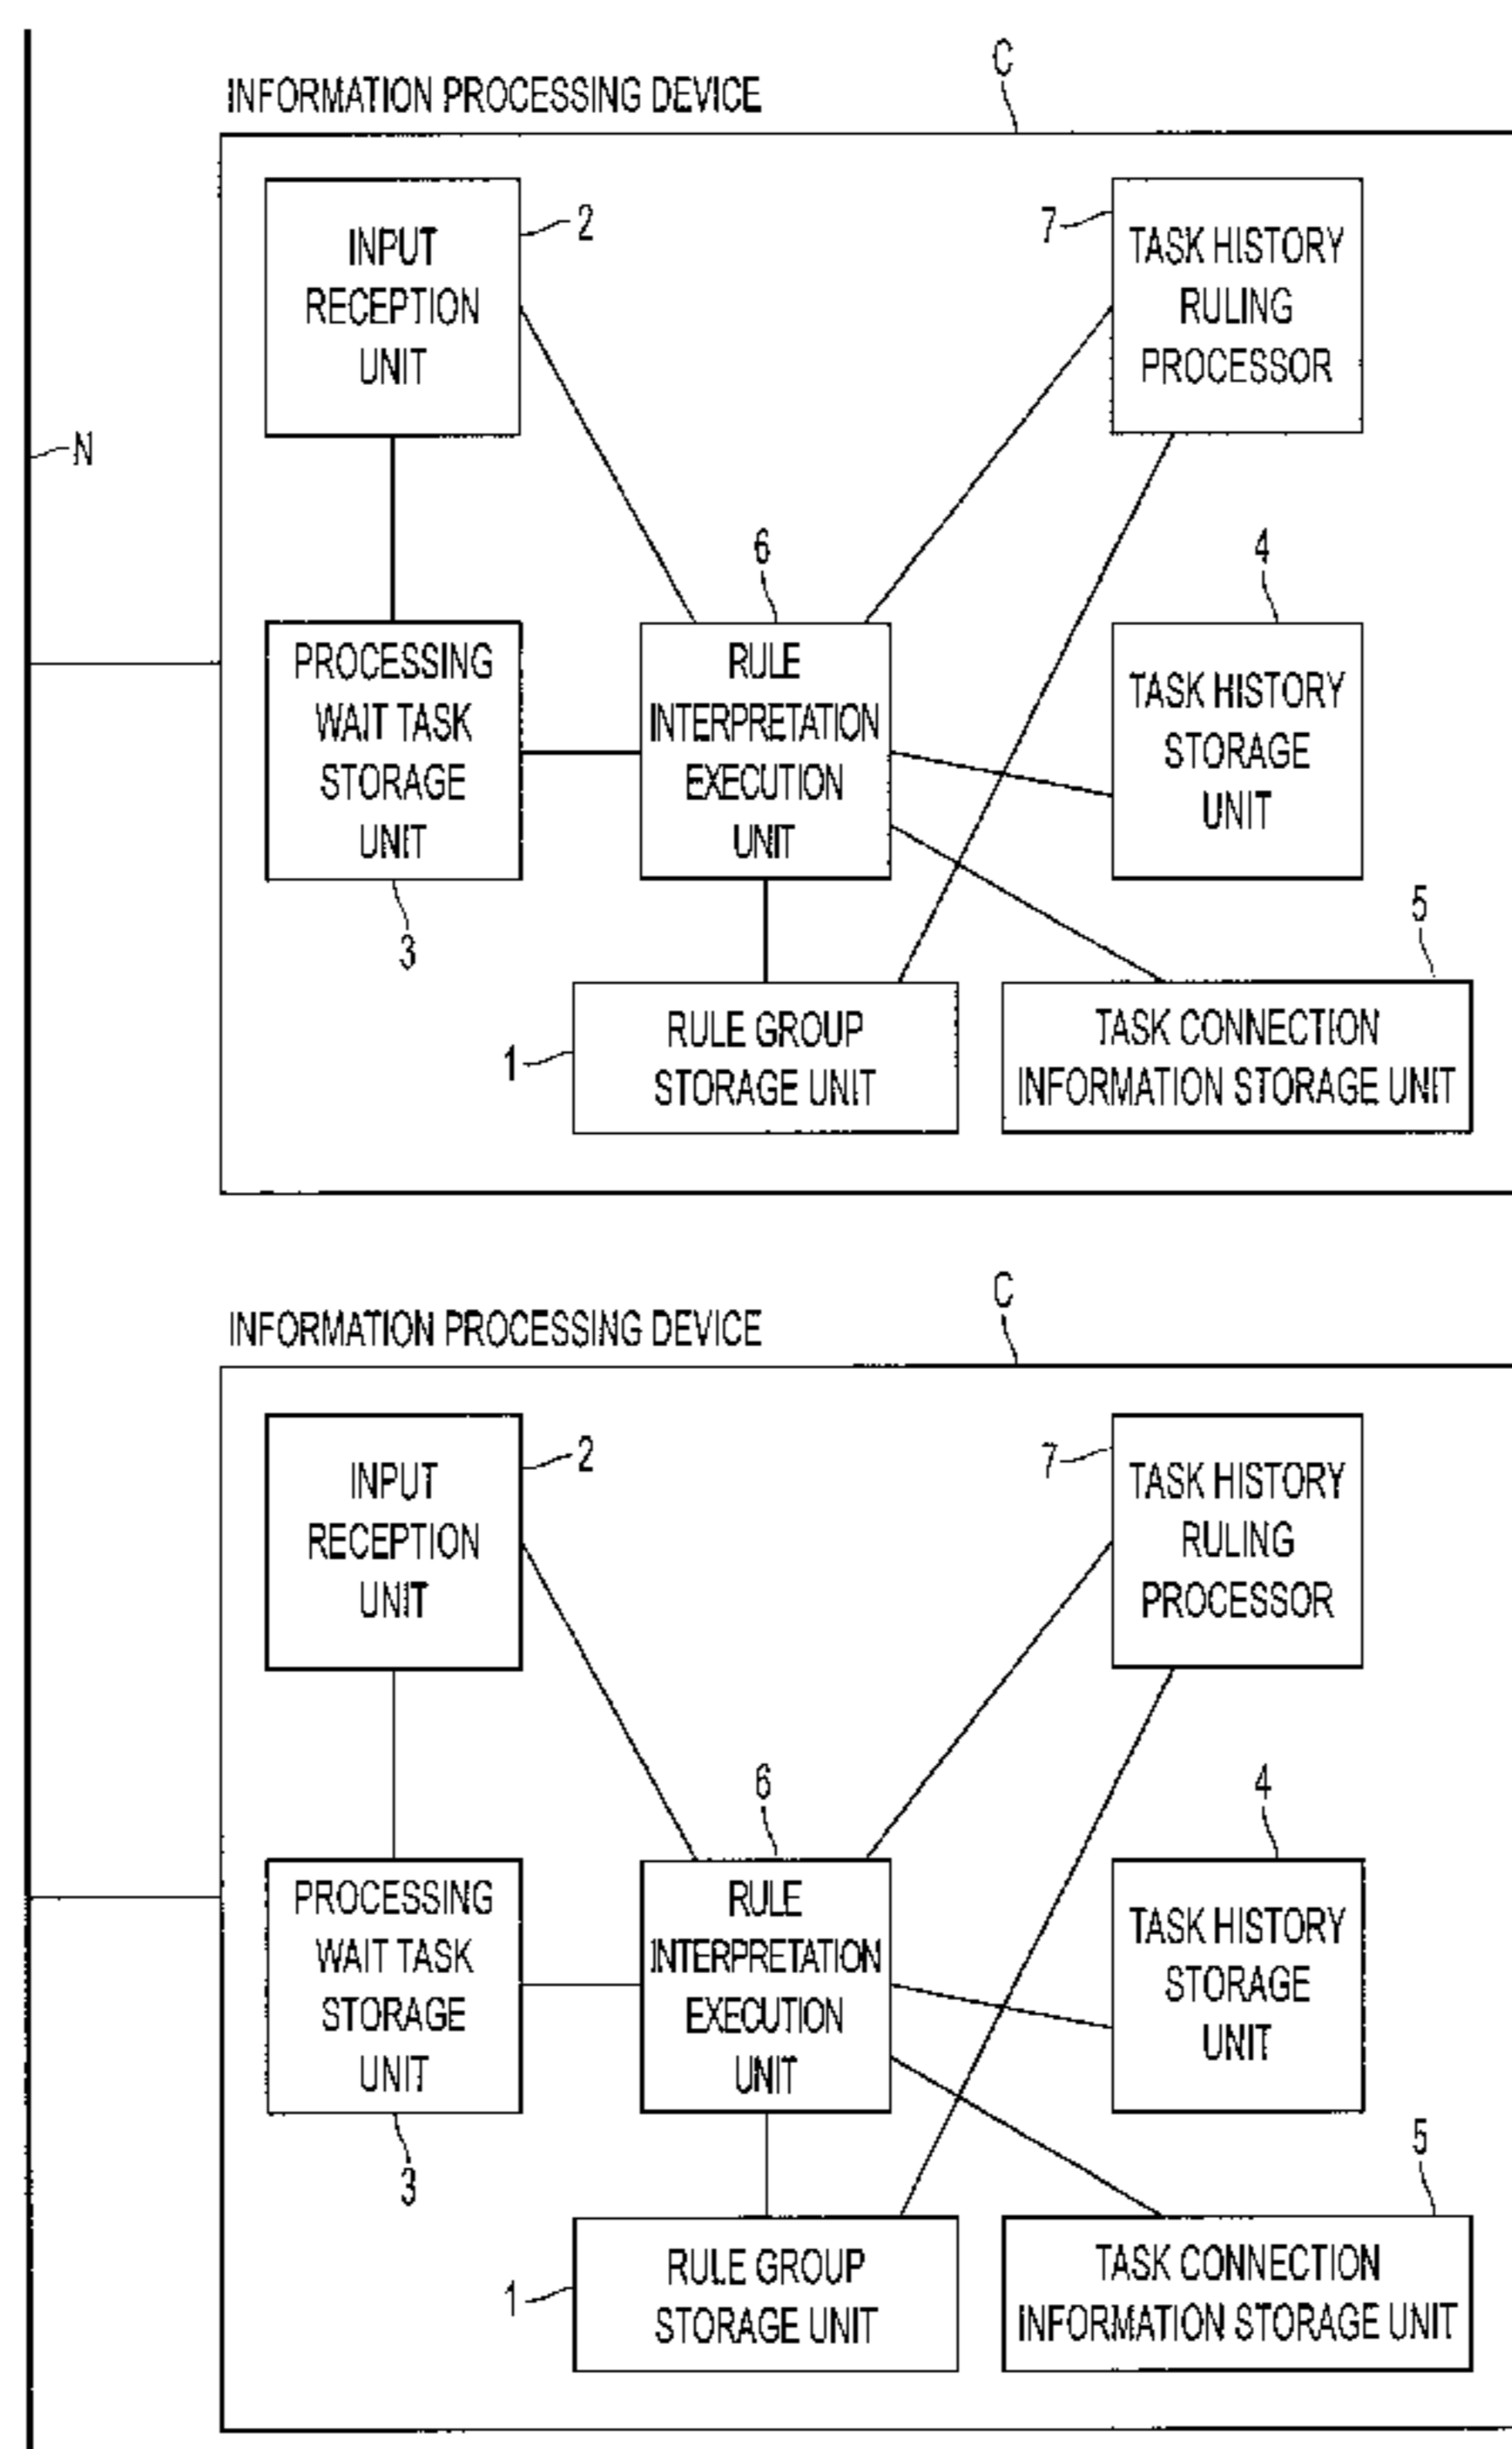 C
INFORMATION PROCESSING DEVICE
2
7
INPUT
RECEPTION
UNIT
TASK HISTORY
RULING
PROCESSOR
N
6
4
PROCESSING
WAIT TASK
STORAGE
UNIT
RULE
INTERPRETATION
EXECUTION
UNIT
TASK HISTORY
STORAGE
UNIT
3
5
1
RULE GROUP
STORAGE UNIT
TASK CONNECTION
INFORMATION STORAGE UNIT
C
INFORMATION PROCESSING DEVICE
2
7
INPUT
RECEPTION
UNIT
TASK HISTORY
RULING
PROCESSOR
6
4
PROCESSING
WAIT TASK
STORAGE
UNIT
RULE
INTERPRETATION
EXECUTION
UNIT
TASK HISTORY
STORAGE
UNIT
3
5
1
RULE GROUP
STORAGE UNIT
TASK CONNECTION
INFORMATION STORAGE UNIT